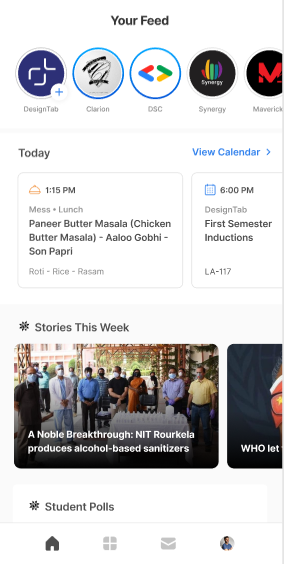 Your Feed
Synergy
DesignTab
Clarion
DSC
Synergy
Maverick
Today
View Calendar
1:15 PM
Mess • Lunch
Paneer Butter Masala (Chicken
Butter Masala) - Aaloo Gobhi -
Son Papri
Roti - Rice - Rasam
6:00 PM
DesignTab
First Semester
Inductions
LA-117
Stories This Week
A Noble Breakthrough: NIT Rourkela
produces alcohol-based sanitizers
WHO let
Student Polls